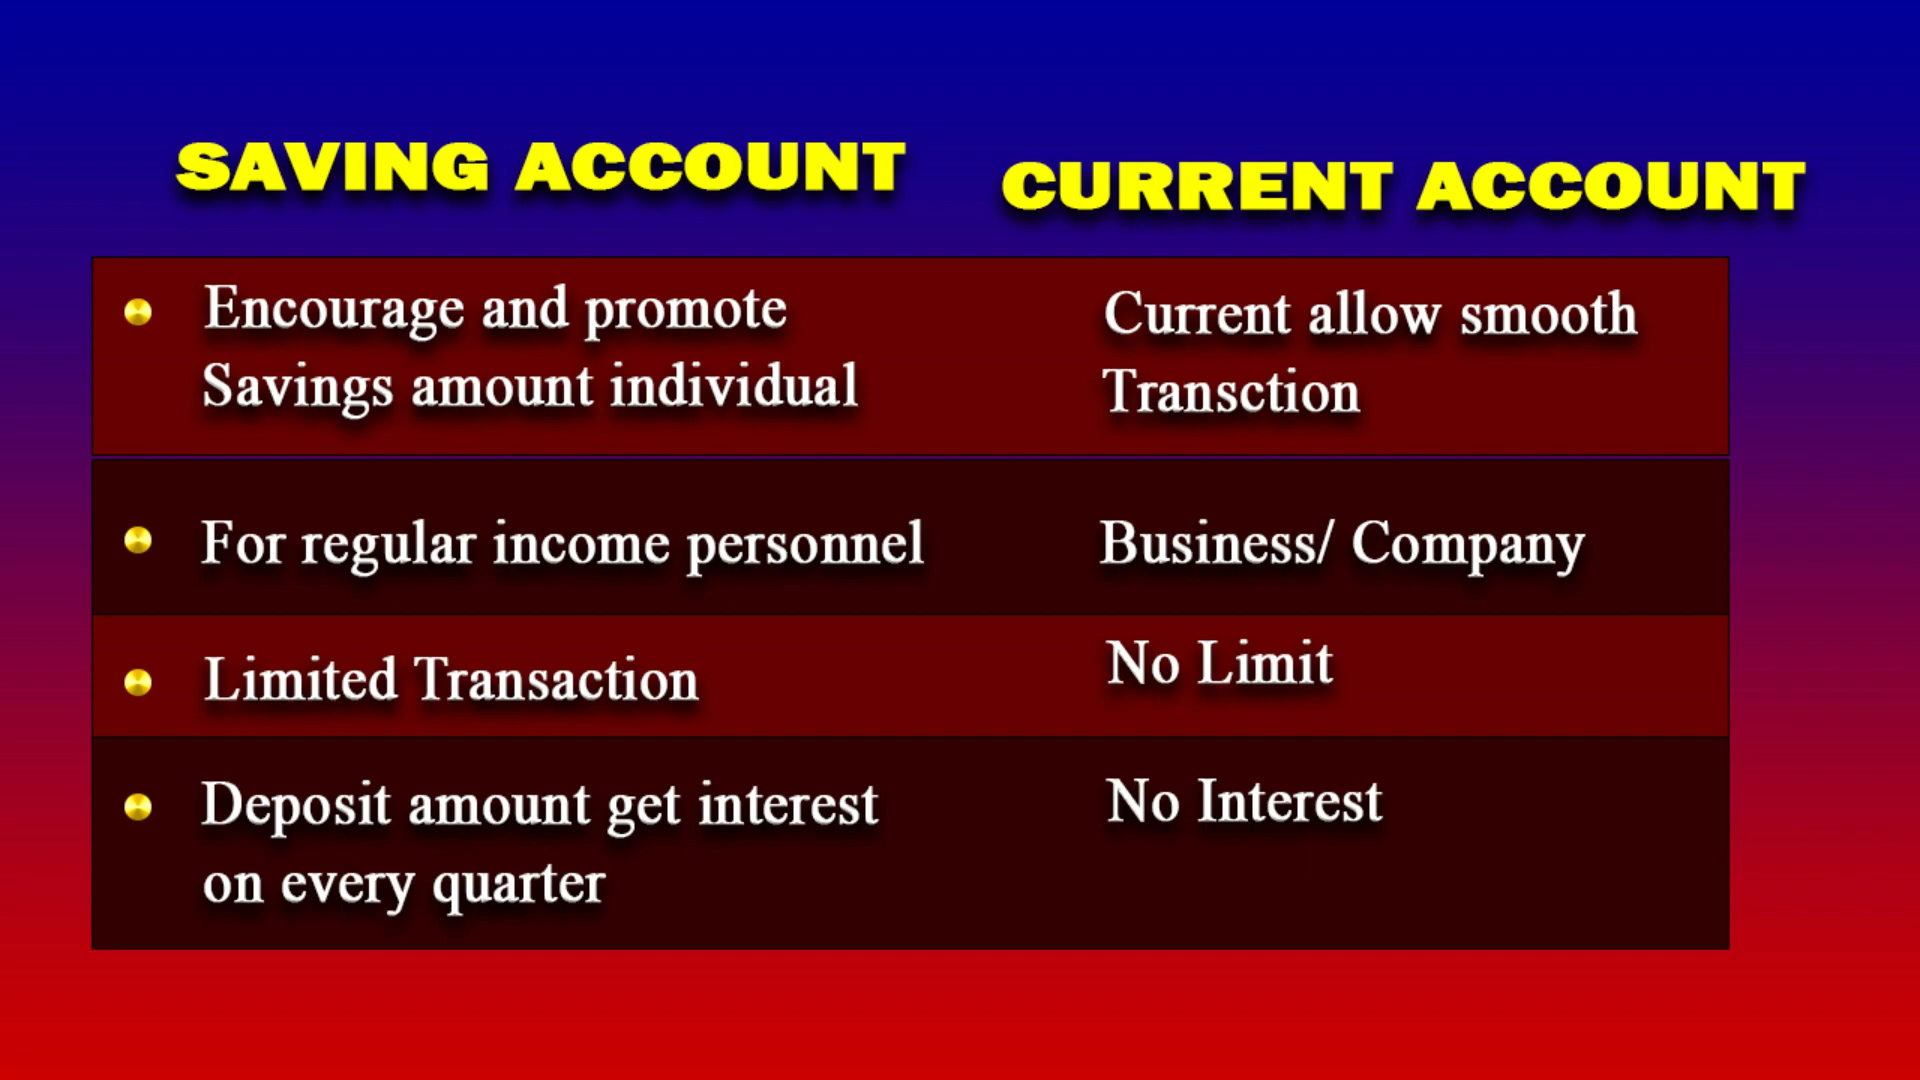 SAVING ACCOUNT
CURRENT ACCOUNT
Encourage and promote
Savings amount individual
Current allow smooth
Transction
For regular income personnel
Business/ Company
Limited Transaction
No Limit
Deposit amount get interest
on every quarter
No Interest